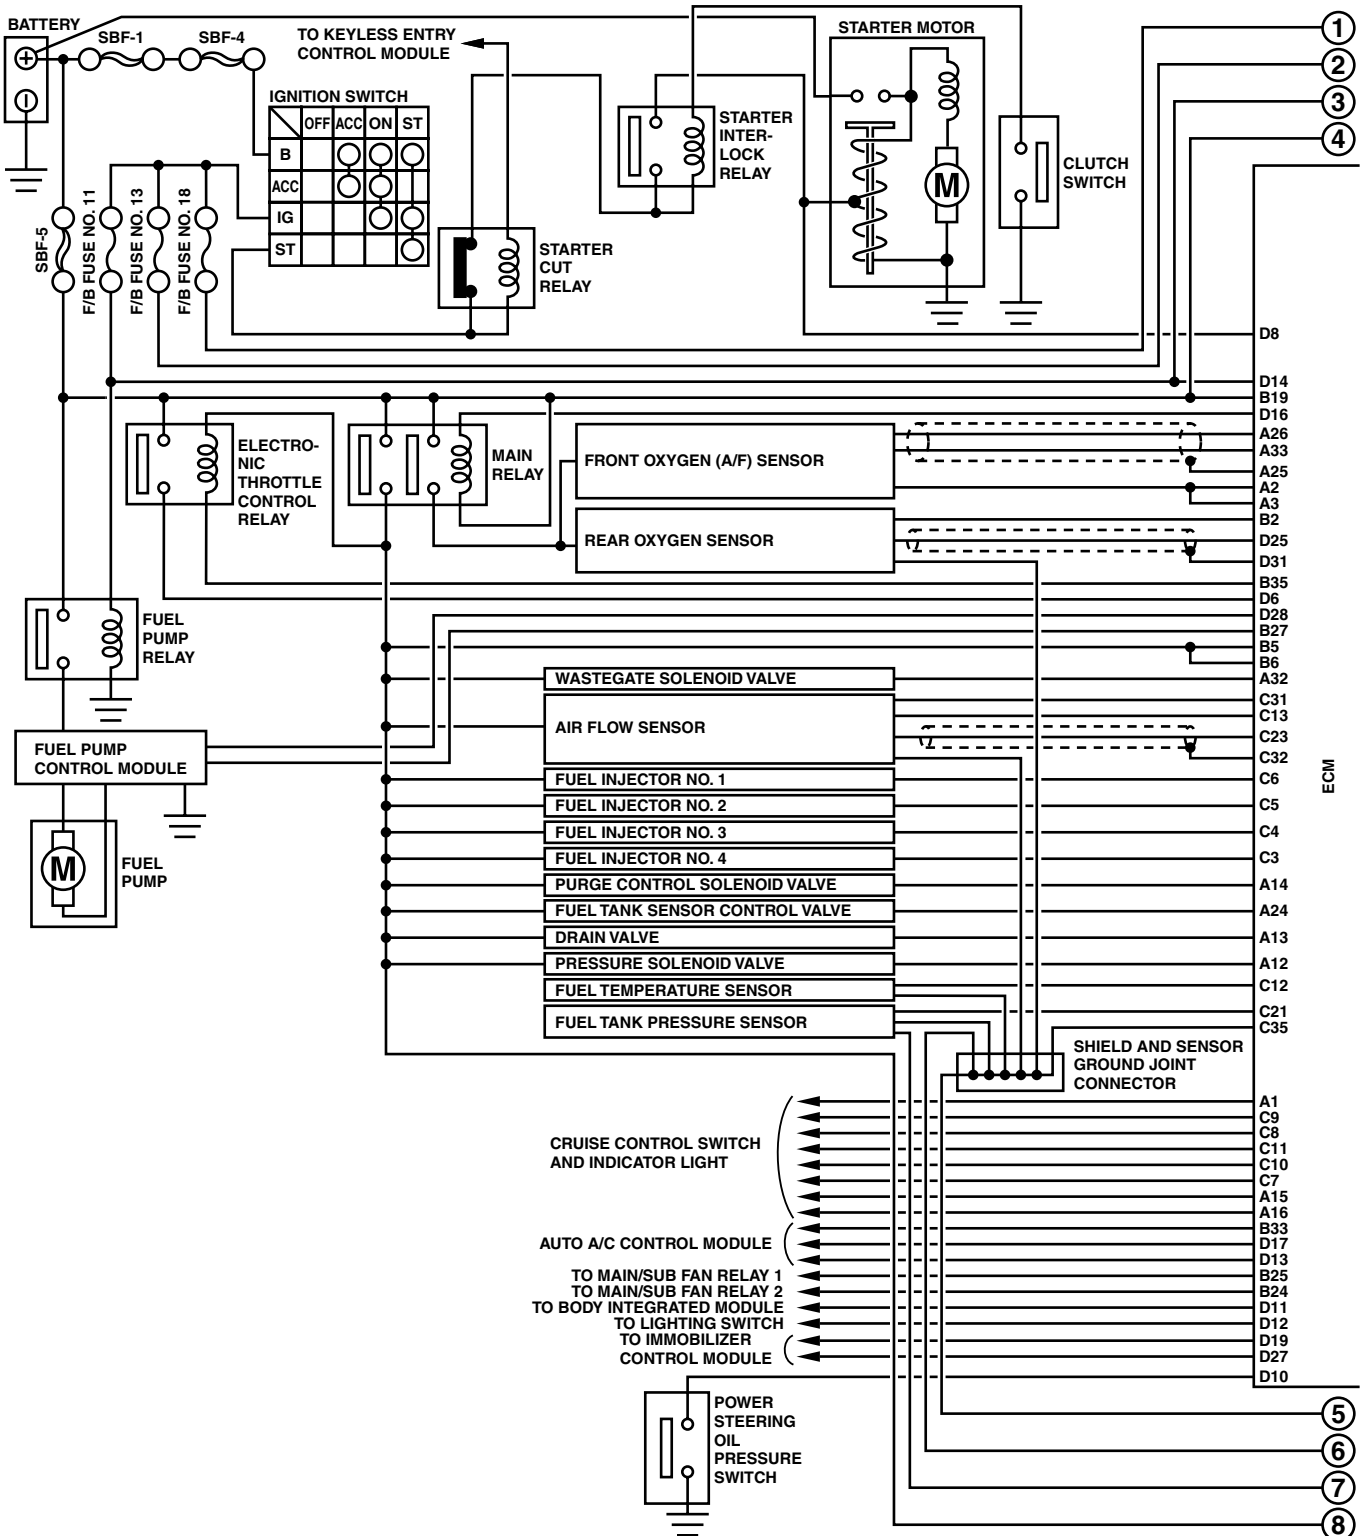 BATTERY
SBF-1
SBF-4
TO KEYLESS ENTRY
CONTROL MODULE
STARTER MOTOR
M
1
2
3
4
IGNITION SWITCH
OFF ACC ON ST
B
ACC
IG
ST
STARTER
INTER-
LOCK
RELAY
CLUTCH
SWITCH
SBF-5
F/B FUSE NO. 11
F/B FUSE NO. 13
F/B FUSE NO. 18
STARTER
CUT
RELAY
D8
D14
B19
D16
A26
A33
A25
A2
A3
B2
D25
D31
B35
D6
D28
B27
B5
B6
A32
C31
C13
C23
C32
C6
C5
C4
C3
A14
A24
A13
A12
C12
C21
C35
ECM
ELECTRO-
NIC
THROTTLE
CONTROL
RELAY
MAIN
RELAY
FRONT OXYGEN (A/F) SENSOR
REAR OXYGEN SENSOR
FUEL
PUMP
RELAY
FUEL PUMP
CONTROL MODULE
M
FUEL
PUMP
WASTEGATE SOLENOID VALVE
AIR FLOW SENSOR
FUEL INJECTOR NO. 1
FUEL INJECTOR NO. 2
FUEL INJECTOR NO. 3
FUEL INJECTOR NO. 4
PURGE CONTROL SOLENOID VALVE
FUEL TANK SENSOR CONTROL VALVE
DRAIN VALVE
PRESSURE SOLENOID VALVE
FUEL TEMPERATURE SENSOR
FUEL TANK PRESSURE SENSOR
SHIELD AND SENSOR
GROUND JOINT
CONNECTOR
CRUISE CONTROL SWITCH
AND INDICATOR LIGHT
A1
C9
C8
C11
C10
C7
A15
A16
AUTO A/C CONTROL MODULE
B33
D17
D13
TO MAIN/SUB FAN RELAY 1
B25
TO MAIN/SUB FAN RELAY 2
B24
TO BODY INTEGRATED MODULE
D11
TO LIGHTING SWITCH
D12
TO IMMOBILIZER
CONTROL MODULE
D19
D27
D10
POWER
STEERING
OIL
PRESSURE
SWITCH
5
6
7
8